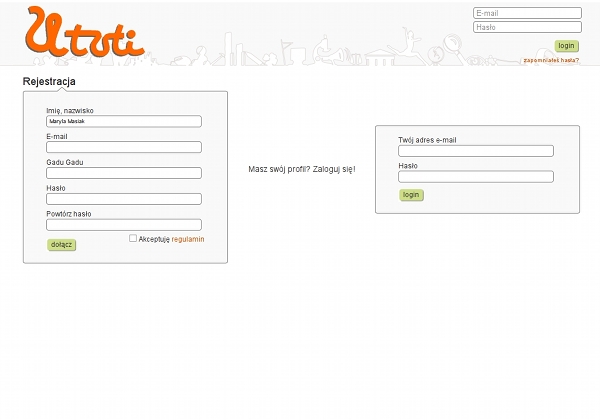 Ututi
E-mail
Hasło
login
zapomniałeś hasła?
Rejestracja
Imię, nazwisko
Maryla Masiak
E-mail
Gadu Gadu
Hasło
Powtórz hasło
dołącz
Akceptuję regulamin
Masz swój profil? Zaloguj się!
Twój adres e-mail
Hasło
login